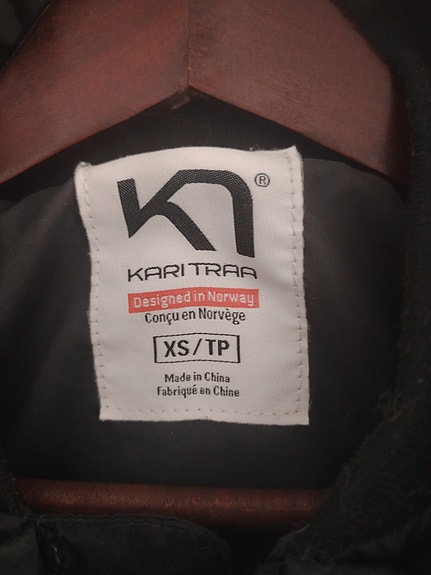 ®
KARI TRAA
Designed in Norway
Conçu en Norvège
XS/TP
Made in China
Fabriqué en Chine